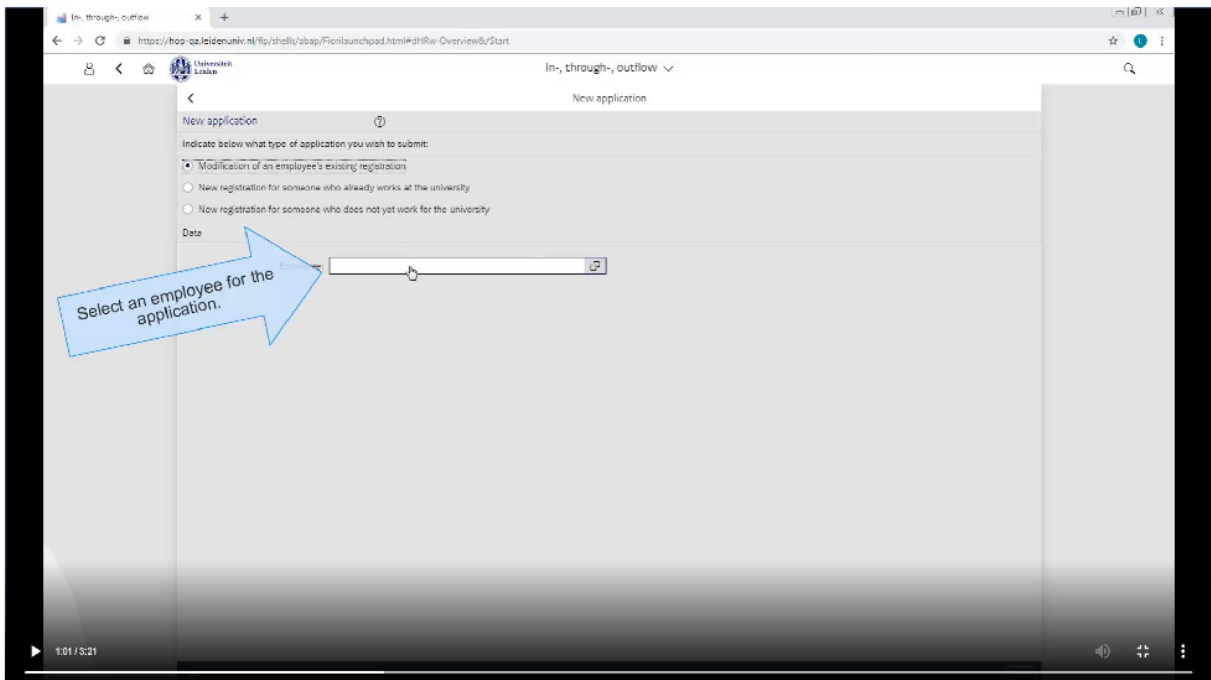 In-, through-, outflow
https://hop-qa.leidenuniv.nl/flp/shells/abap/Fiorilaunchpad.html#dHRw-Overview&/Start
Universiteit
Leiden
In-, through-, outflow
New application
New application
Indicate below what type of application you wish to submit:
Modification of an employee's existing registration
New registration for someone who already works at the university
New registration for someone who does not yet work for the university
Data
Select an employee for the
application.
1:01 / 3:21